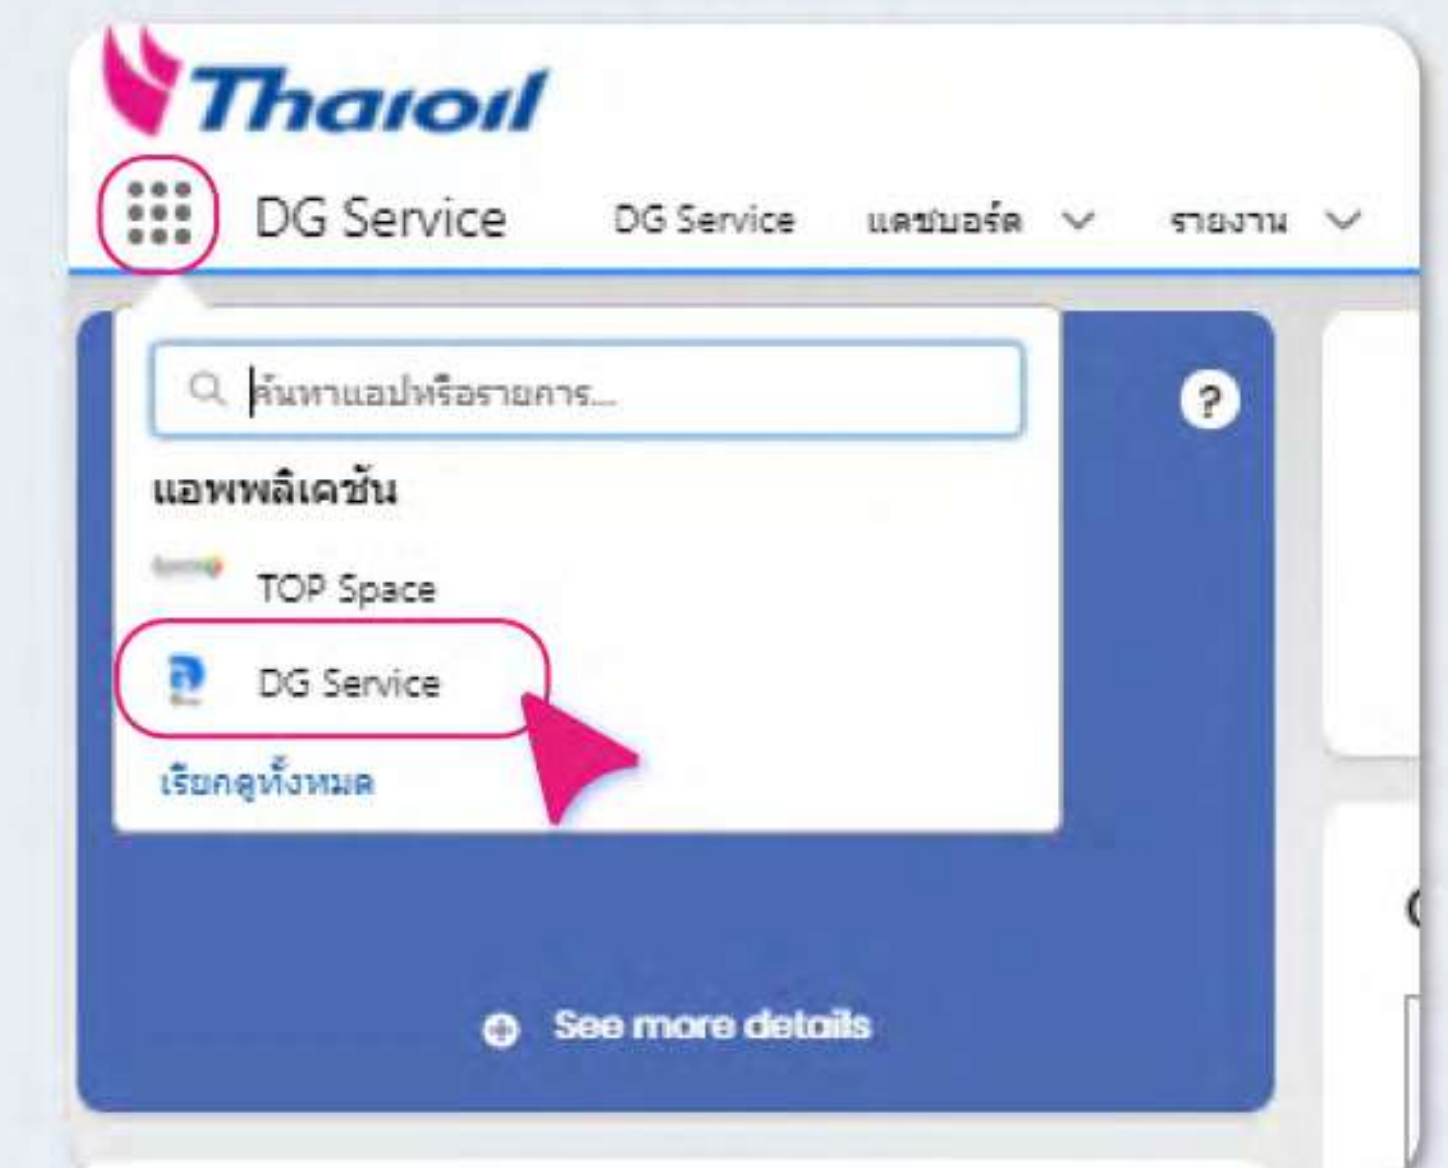 Thaioil
DG Service DG Service แดชบอร์ด รายงาน
ค้นหาแอปหรือรายการ...
?
แอพพลิเคชัน
TOP Space
DG Service
เรียกดูทั้งหมด
See more details